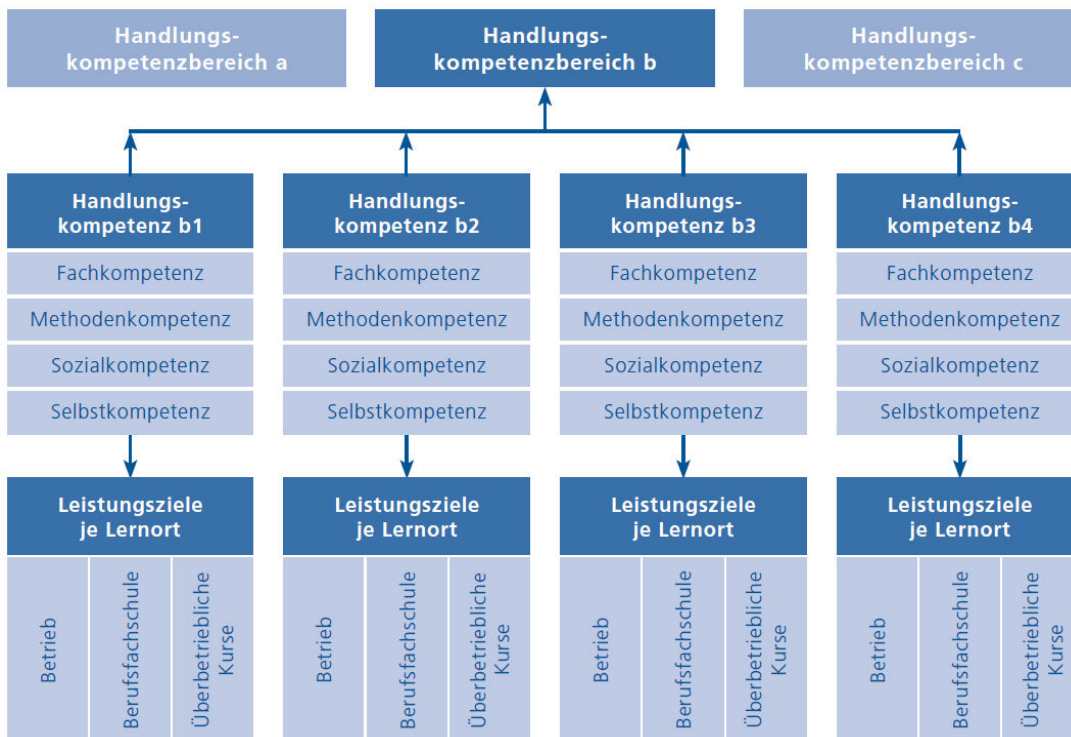 Handlungs-
kompetenzbereich a
Handlungs-
kompetenzbereich b
Handlungs-
kompetenzbereich c
Handlungs-
kompetenz b1
Handlungs-
kompetenz b2
Handlungs-
kompetenz b3
Handlungs-
kompetenz b4
Fachkompetenz
Fachkompetenz
Fachkompetenz
Fachkompetenz
Methodenkompetenz
Methodenkompetenz
Methodenkompetenz
Methodenkompetenz
Sozialkompetenz
Sozialkompetenz
Sozialkompetenz
Sozialkompetenz
Selbstkompetenz
Selbstkompetenz
Selbstkompetenz
Selbstkompetenz
Leistungsziele
je Lernort
Leistungsziele
je Lernort
Leistungsziele
je Lernort
Leistungsziele
je Lernort
Betrieb
Berufsfachschule
Überbetriebliche
Kurse
Betrieb
Berufsfachschule
Überbetriebliche
Kurse
Betrieb
Berufsfachschule
Überbetriebliche
Kurse
Betrieb
Berufsfachschule
Überbetriebliche
Kurse